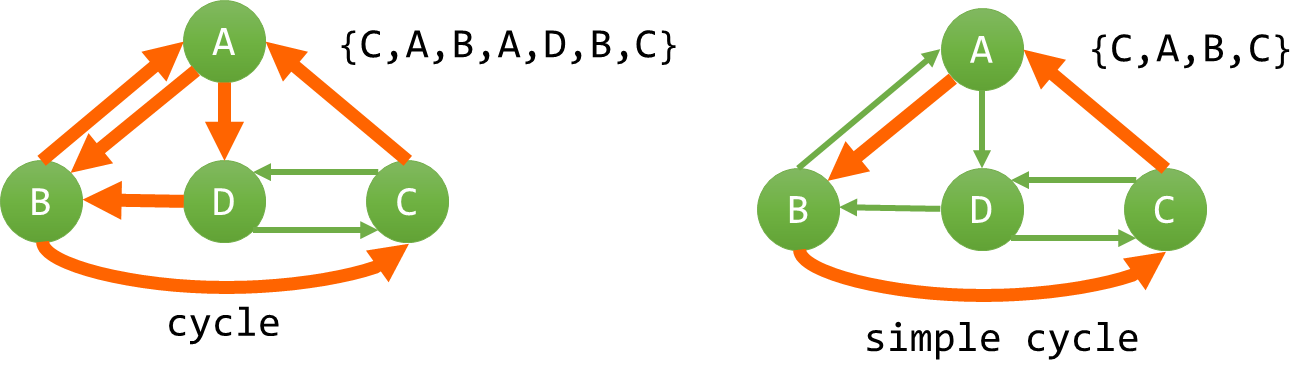 A
{C,A,B,A,D,B,C}
B
D
C
cycle
A
{C,A,B,C}
B
D
C
simple cycle